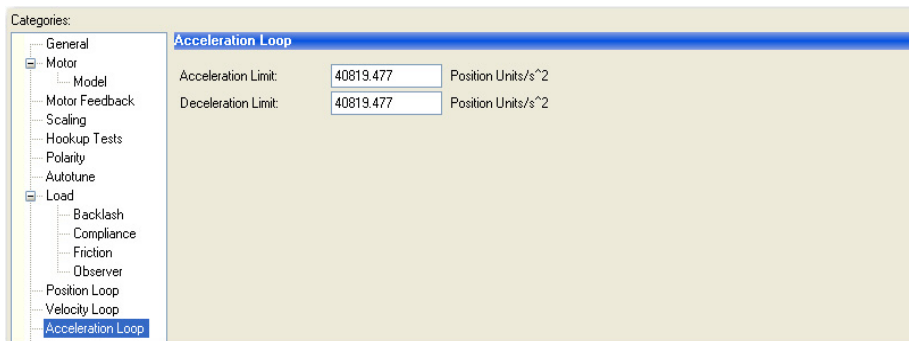 Categories:
General
Motor
Model
Motor Feedback
Scaling
Hookup Tests
Polarity
Autotune
Load
Backlash
Compliance
Friction
Observer
Position Loop
Velocity Loop
Acceleration Loop
Acceleration Loop
Acceleration Limit: 40819.477 Position Units/s^2
Deceleration Limit: 40819.477 Position Units/s^2